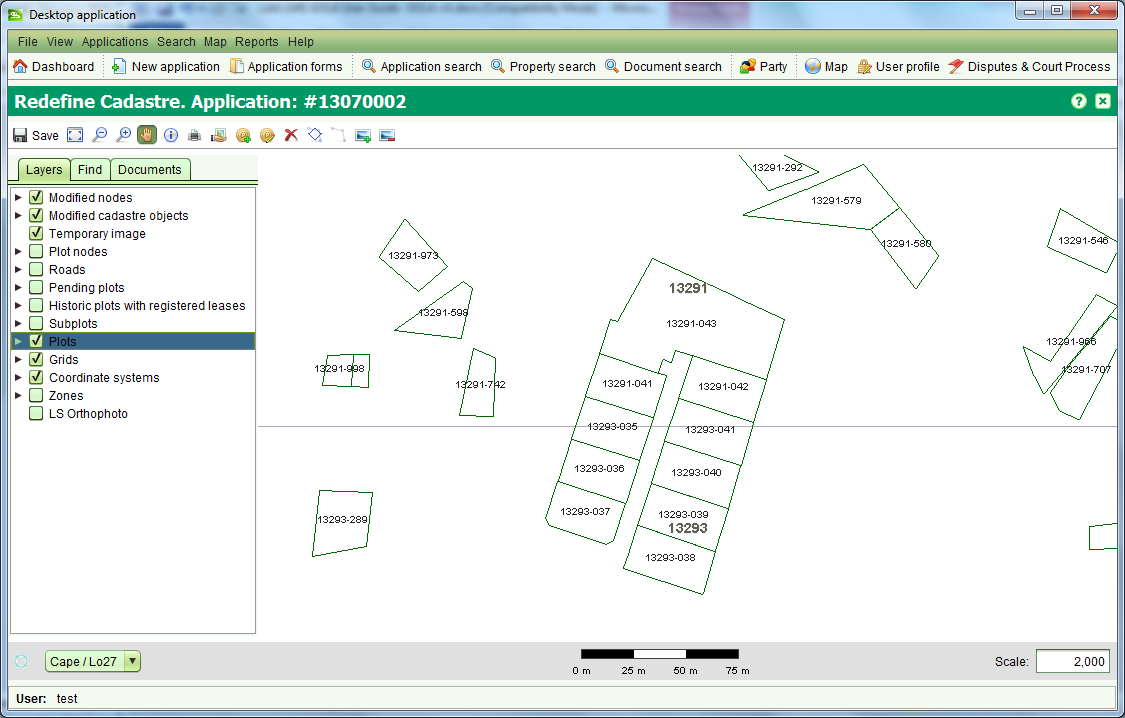 Desktop application
File View Applications Search Map Reports Help
Dashboard New application Application forms Application search Property search Document search Party Map User profile Disputes & Court Process
Redefine Cadastre. Application: #13070002
Save
Layers Find Documents
Modified nodes
Modified cadastre objects
Temporary image
Plot nodes
Roads
Pending plots
Historic plots with registered leases
Subplots
Plots
Grids
Coordinate systems
Zones
LS Orthophoto
13291-292
13291-579
13291-580
13291-546
13291-973
13291
13291-598
13291-043
13291-966
13291-998
13291-707
13291-742
13291-041
13291-042
13293-035
13293-041
13293-036
13293-040
13293-037
13293-039
13293-289
13293
13293-038
Cape / Lo27
0 m 25 m 50 m 75 m
Scale: 2,000
User: test